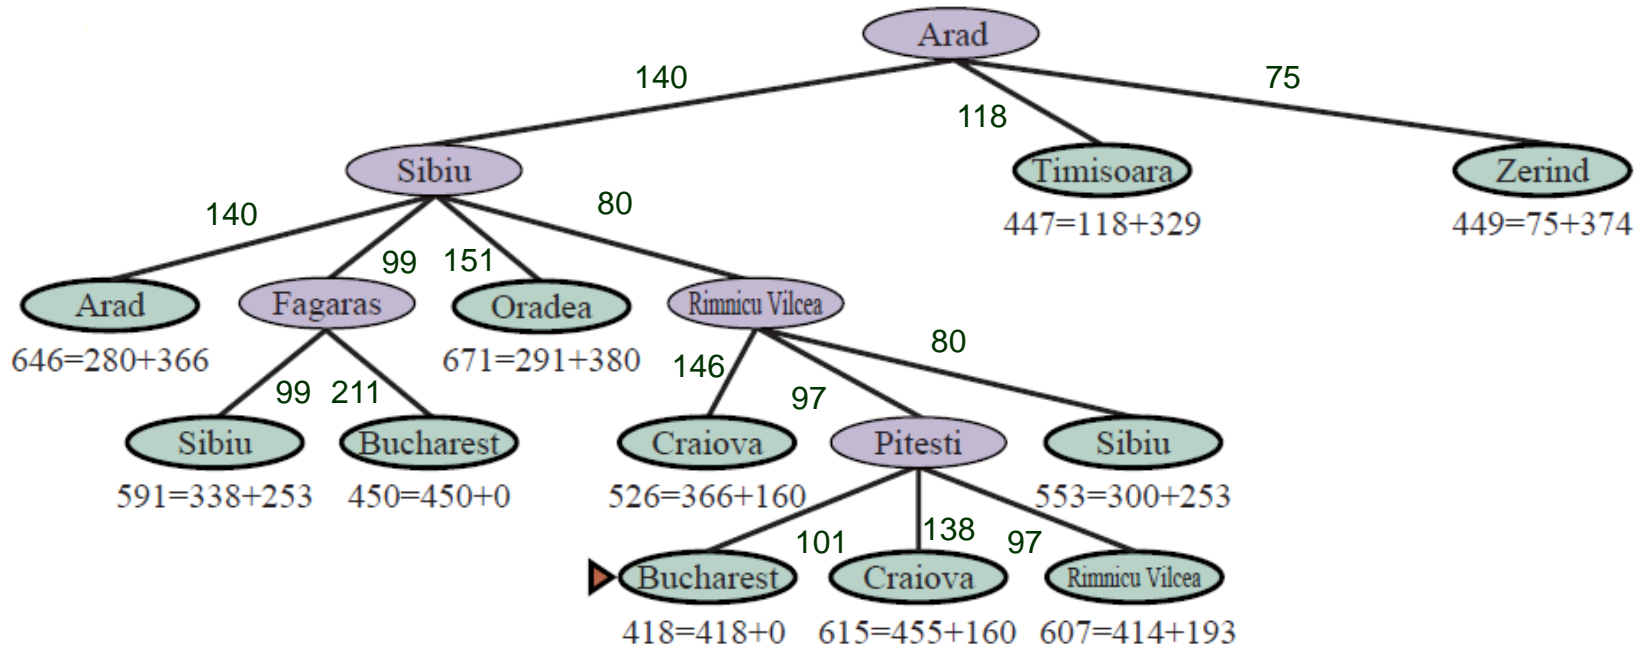 Arad
140
118
75
Sibiu
Timisoara
Zerind
447=118+329
449=75+374
140
99
151
80
Arad
Fagaras
Oradea
Rimnicu Vilcea
646=280+366
671=291+380
99
211
146
97
80
Sibiu
Bucharest
Craiova
Pitesti
Sibiu
591=338+253
450=450+0
526=366+160
553=300+253
101
138
97
Bucharest
Craiova
Rimnicu Vilcea
418=418+0
615=455+160
607=414+193